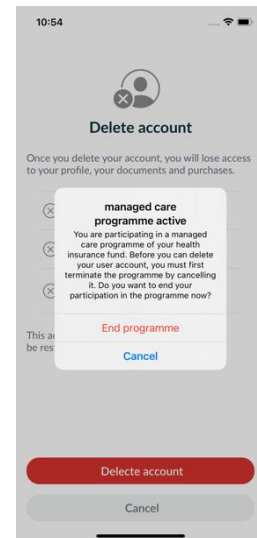 10:54
Delete account
Once you delete your account, you will lose access
to your profile, your documents and purchases.
managed care
programme active
You are participating in a managed
care programme of your health
insurance fund. Before you can delete
your user account, you must first
terminate the programme by cancelling
it. Do you want to end your
participation in the programme now?
End programme
Cancel
This
be
Delecte account
Cancel